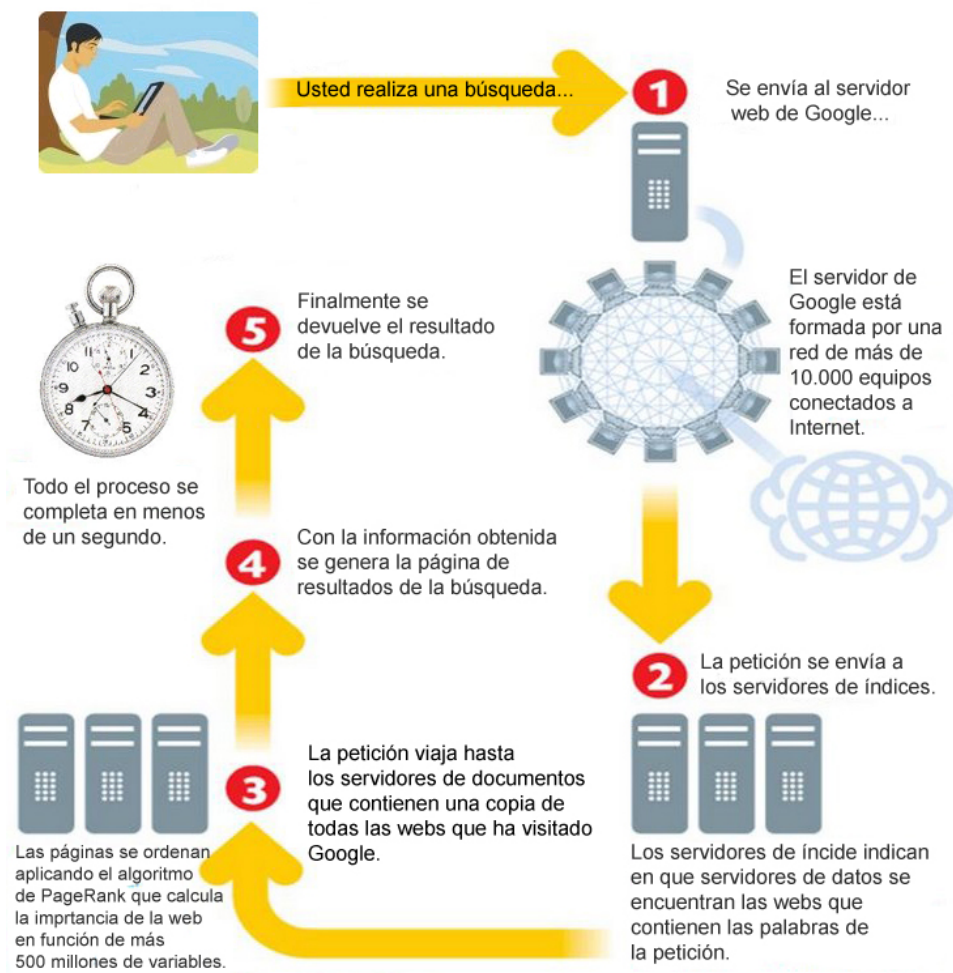 Usted realiza una búsqueda...
1
Se envía al servidor
web de Google...
El servidor de
Google está
formada por una
red de más de
10.000 equipos
conectados a
Internet.
2
La petición se envía a
los servidores de índices.
Los servidores de íncide indican
en que servidores de datos se
encuentran las webs que
contienen las palabras de
la petición.
3
La petición viaja hasta
los servidores de documentos
que contienen una copia de
todas las webs que ha visitado
Google.
Las páginas se ordenan
aplicando el algoritmo
de PageRank que calcula
la imprtancia de la web
en función de más
500 millones de variables.
4
Con la información obtenida
se genera la página de
resultados de la búsqueda.
5
Finalmente se
devuelve el resultado
de la búsqueda.
Todo el proceso se
completa en menos
de un segundo.